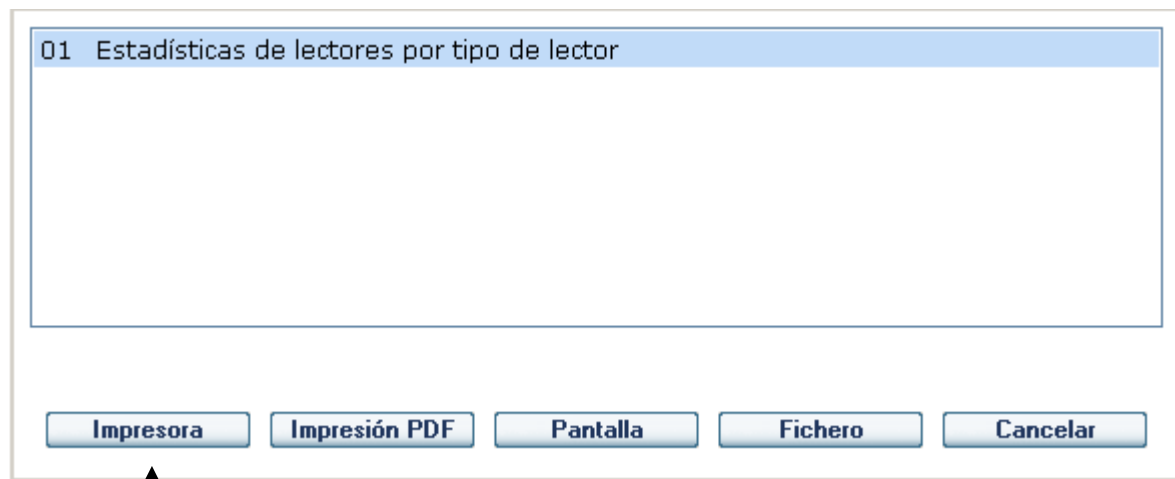 01 Estadísticas de lectores por tipo de lector
Impresora Impresión PDF Pantalla Fichero Cancelar